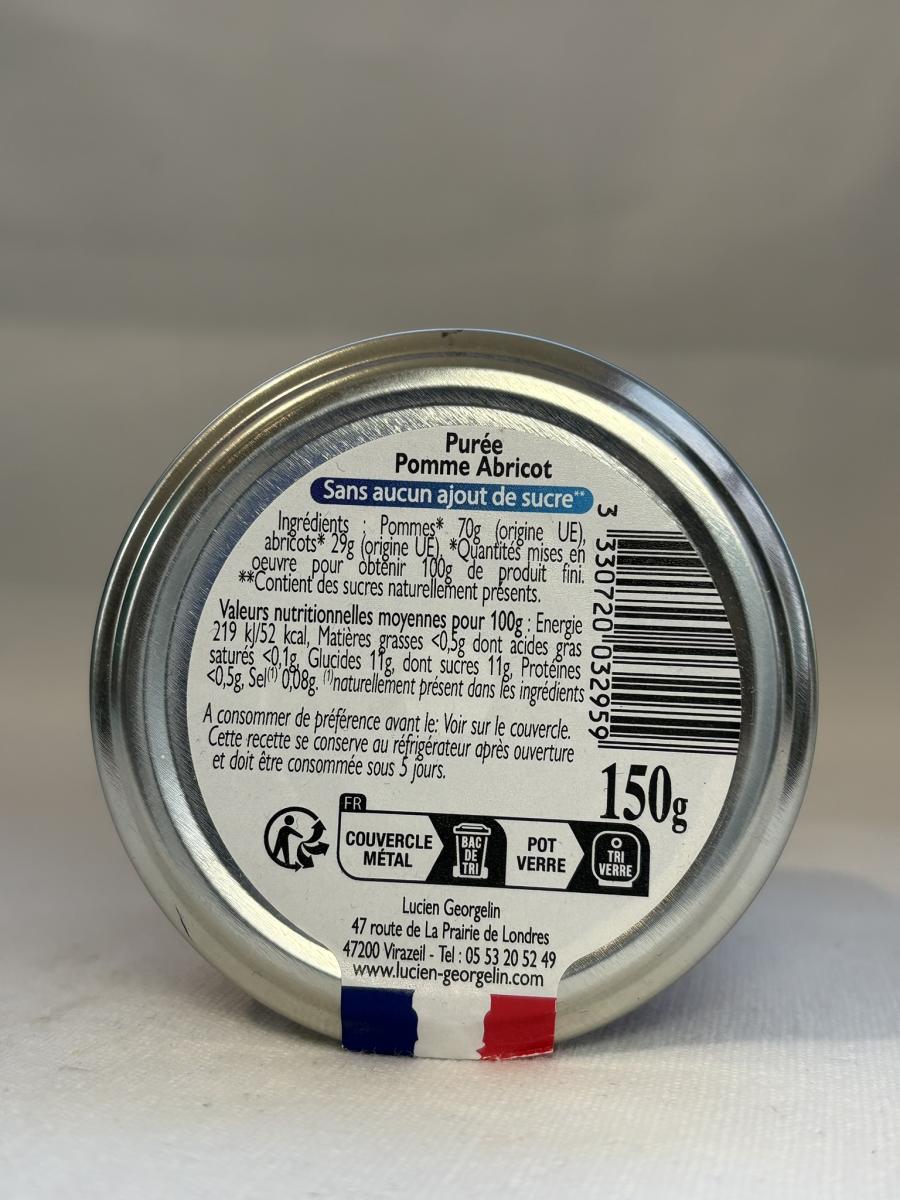 Purée
Pomme Abricot
Sans aucun ajout de sucre**
Ingrédients : Pommes* 70g (origine UE),
abricots* 29g (origine UE). *Quantités mises en
oeuvre pour obtenir 100g de produit fini.
**Contient des sucres naturellement présents.
Valeurs nutritionnelles moyennes pour 100g : Energie
219 kJ/52 kcal, Matières grasses <0,5g dont acides gras
saturés <0,1g, Glucides 11g, dont sucres 11g, Protéines
<0,5g, Sel(1) 0,08g. (1)naturellement présent dans les ingrédients
A consommer de préférence avant le: Voir sur le couvercle.
Cette recette se conserve au réfrigérateur après ouverture
et doit être consommée sous 5 jours.
3 330720 032959
150g
FR
COUVERCLE
MÉTAL
BAC
DE
TRI
POT
VERRE
TRI
VERRE
Lucien Georgelin
47 route de La Prairie de Londres
47200 Virazeil - Tel : 05 53 20 52 49
www.lucien-georgelin.com